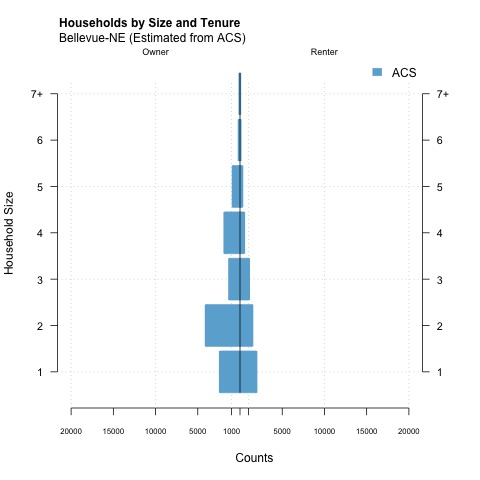 Households by Size and Tenure
Bellevue-NE (Estimated from ACS)
Owner Renter
ACS
7+ 7+
6 6
5 5
4 4
3 3
2 2
1 1
Household Size
20000 15000 10000 5000 1000 5000 10000 15000 20000
Counts